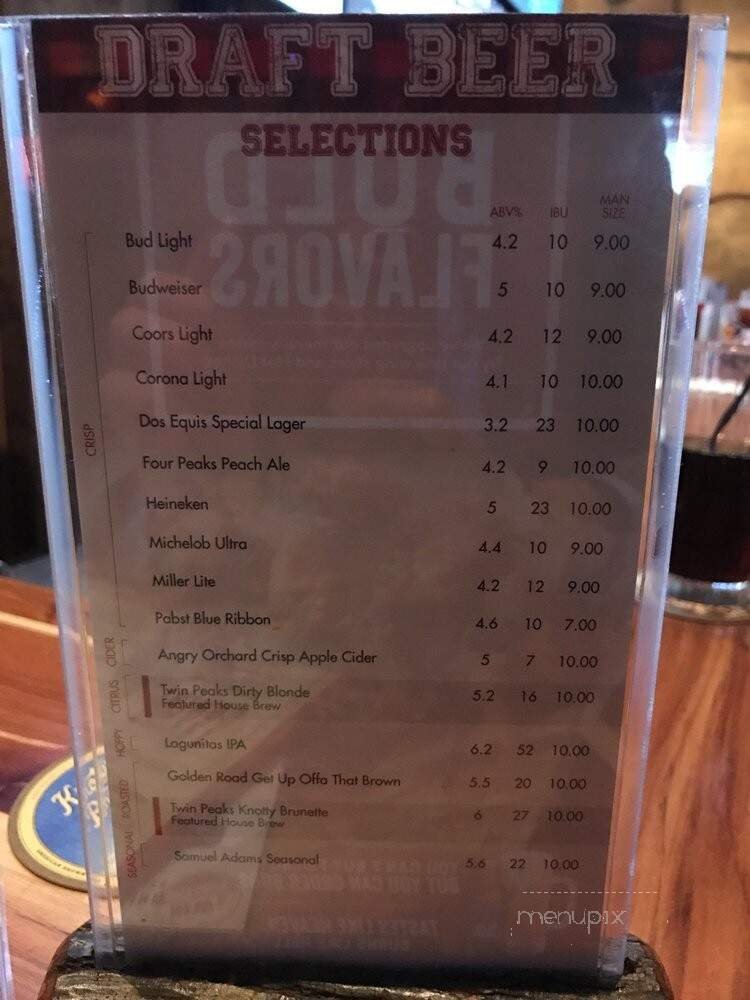 DRAFT BEER
SELECTIONS
BOLD
FLAVORS
ABV% IBU MAN SIZE
CRISP
Bud Light 4.2 10 9.00
Budweiser 5 10 9.00
Coors Light 4.2 12 9.00
Corona Light 4.1 10 10.00
Dos Equis Special Lager 3.2 23 10.00
Four Peaks Peach Ale 4.2 9 10.00
Heineken 5 23 10.00
Michelob Ultra 4.4 10 9.00
Miller Lite 4.2 12 9.00
Pabst Blue Ribbon 4.6 10 7.00
CIDER
Angry Orchard Crisp Apple Cider 5 7 10.00
CITRUS
Twin Peaks Dirty Blonde 5.2 16 10.00
Featured House Brew
HOPPY
Lagunitas IPA 6.2 52 10.00
ROASTED
Golden Road Get Up Offa That Brown 5.5 20 10.00
Twin Peaks Knotty Brunette 6 27 10.00
Featured House Brew
SEASONAL
Samuel Adams Seasonal 5.6 22 10.00
BUT YOU CAN ORDER
menupix